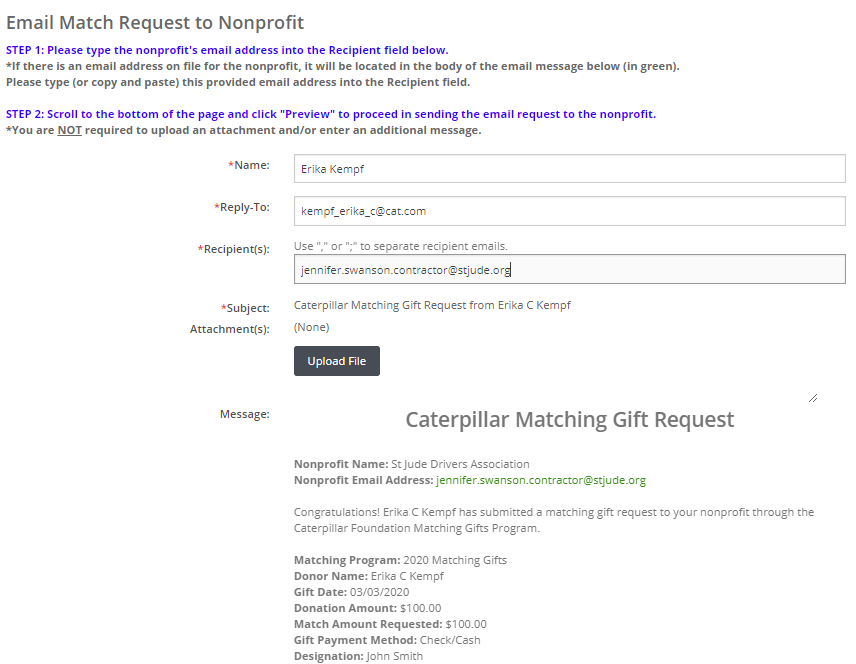 Email Match Request to Nonprofit
STEP 1: Please type the nonprofit's email address into the Recipient field below.
*If there is an email address on file for the nonprofit, it will be located in the body of the email message below (in green).
Please type (or copy and paste) this provided email address into the Recipient field.
STEP 2: Scroll to the bottom of the page and click "Preview" to proceed in sending the email request to the nonprofit.
*You are NOT required to upload an attachment and/or enter an additional message.
*Name: Erika Kempf
*Reply-To: kempf_erika_c@cat.com
*Recipient(s): Use "," or ";" to separate recipient emails.
jennifer.swanson.contractor@stjude.org
*Subject: Caterpillar Matching Gift Request from Erika C Kempf
Attachment(s): (None)
Upload File
Message: Caterpillar Matching Gift Request
Nonprofit Name: St Jude Drivers Association
Nonprofit Email Address: jennifer.swanson.contractor@stjude.org
Congratulations! Erika C Kempf has submitted a matching gift request to your nonprofit through the
Caterpillar Foundation Matching Gifts Program.
Matching Program: 2020 Matching Gifts
Donor Name: Erika C Kempf
Gift Date: 03/03/2020
Donation Amount: $100.00
Match Amount Requested: $100.00
Gift Payment Method: Check/Cash
Designation: John Smith